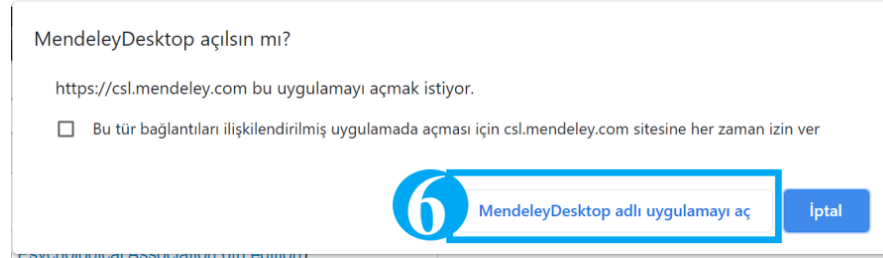 MendeleyDesktop açılsın mı?
https://csl.mendeley.com bu uygulamayı açmak istiyor.
Bu tür bağlantıları ilişkilendirilmiş uygulamada açması için csl.mendeley.com sitesine her zaman izin ver
6 MendeleyDesktop adlı uygulamayı aç İptal